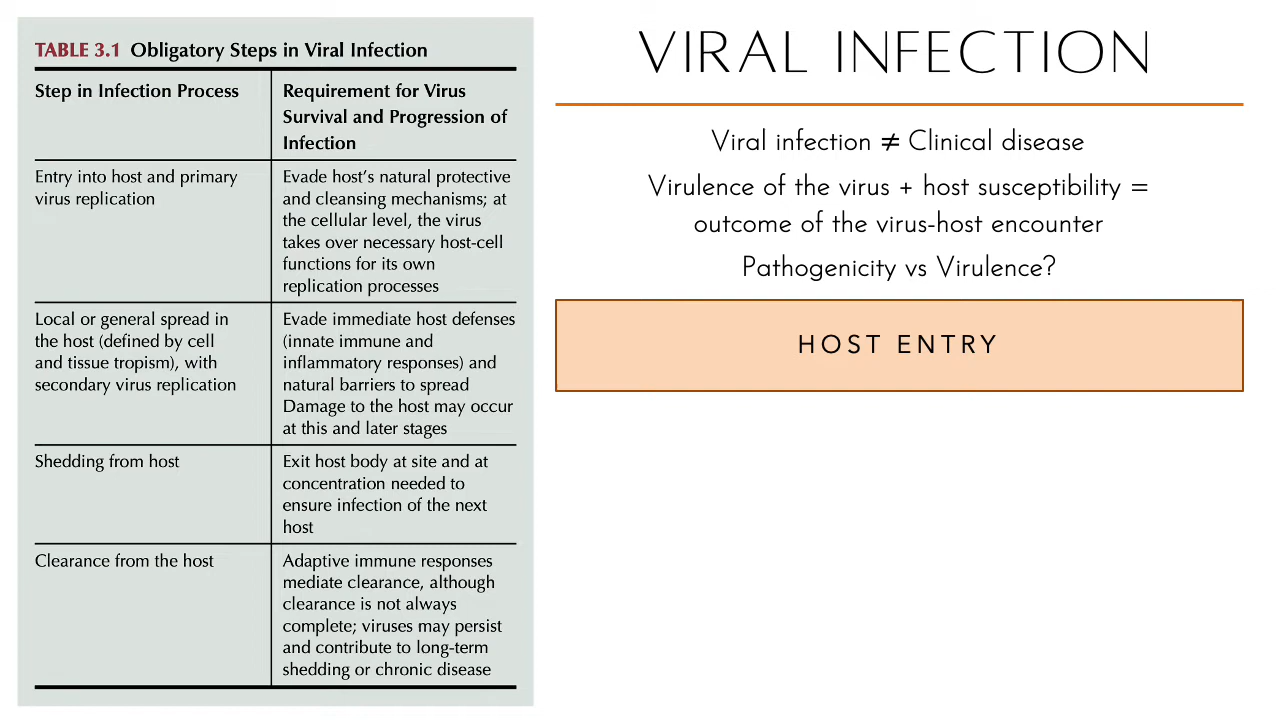 TABLE 3.1 Obligatory Steps in Viral Infection
Step in Infection Process
Requirement for Virus
Survival and Progression of
Infection
Entry into host and primary
virus replication
Evade host’s natural protective
and cleansing mechanisms; at
the cellular level, the virus
takes over necessary host-cell
functions for its own
replication processes
Local or general spread in
the host (defined by cell
and tissue tropism), with
secondary virus replication
Evade immediate host defenses
(innate immune and
inflammatory responses) and
natural barriers to spread
Damage to the host may occur
at this and later stages
Shedding from host
Exit host body at site and at
concentration needed to
ensure infection of the next
host
Clearance from the host
Adaptive immune responses
mediate clearance, although
clearance is not always
complete; viruses may persist
and contribute to long-term
shedding or chronic disease
VIRAL INFECTION
Viral infection ≠ Clinical disease
Virulence of the virus + host susceptibility =
outcome of the virus-host encounter
Pathogenicity vs Virulence?
HOST ENTRY